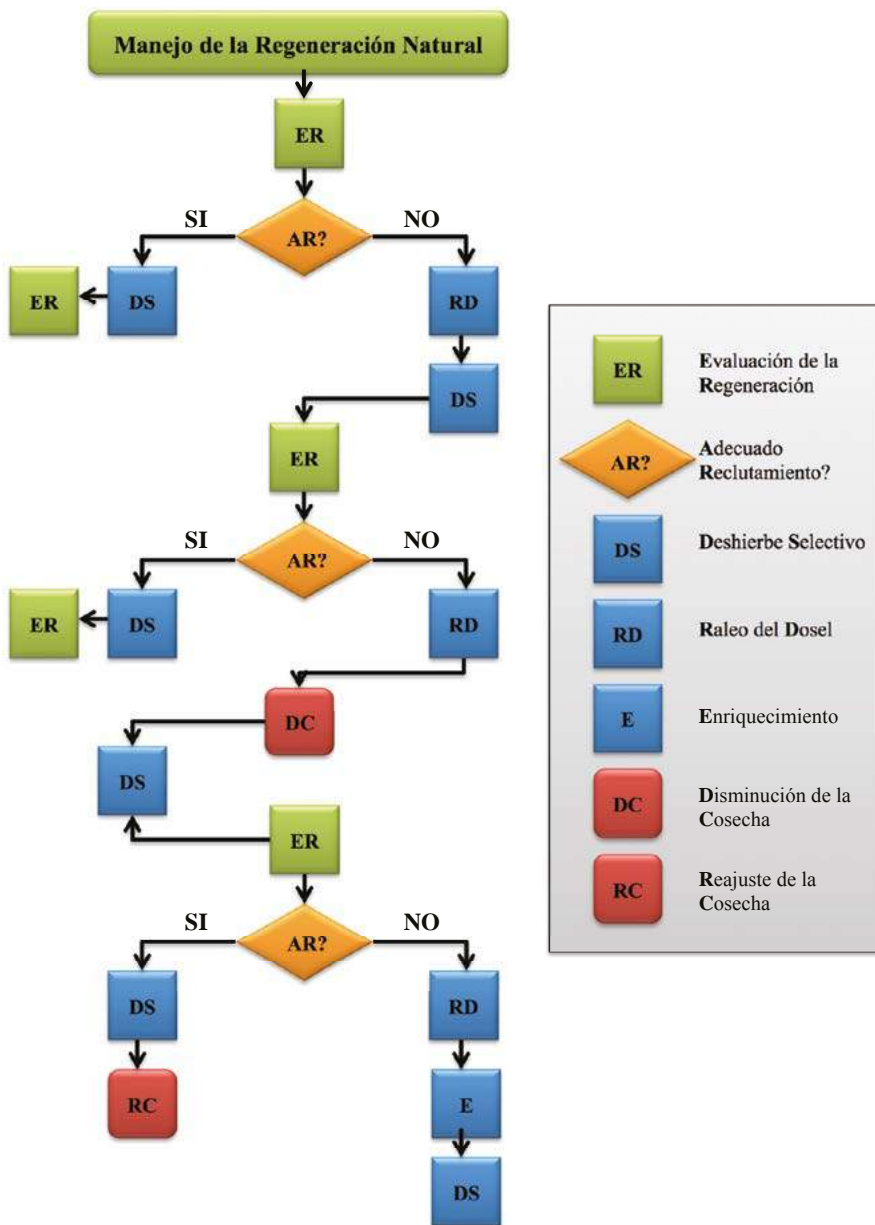 Manejo de la Regeneración Natural
ER
SI
AR?
NO
ER
DS
RD
DS
ER
SI
AR?
NO
ER
DS
RD
DC
DS
ER
SI
AR?
NO
DS
RD
RC
E
DS
ER
Evaluación de la
Regeneración
AR?
Adecuado
Reclutamiento?
DS
Deshierbe Selectivo
RD
Raleo del Dosel
E
Enriquecimiento
DC
Disminución de la
Cosecha
RC
Reajuste de la
Cosecha